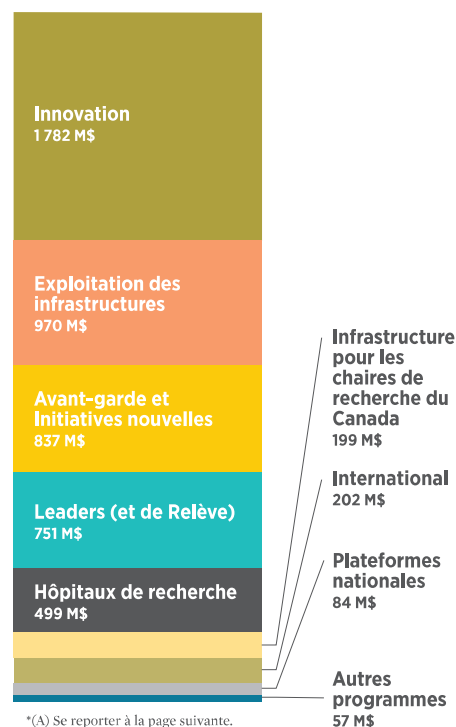 Innovation
1 782 M$
Exploitation des
infrastructures
970 M$
Avant-garde et
Initiatives nouvelles
837 M$
Leaders (et de Relève)
751 M$
Hôpitaux de recherche
499 M$
Infrastructure
pour les
chaires de
recherche du
Canada
199 M$
International
202 M$
Plateformes
nationales
84 M$
Autres
programmes
57 M$
*(A) Se reporter à la page suivante.